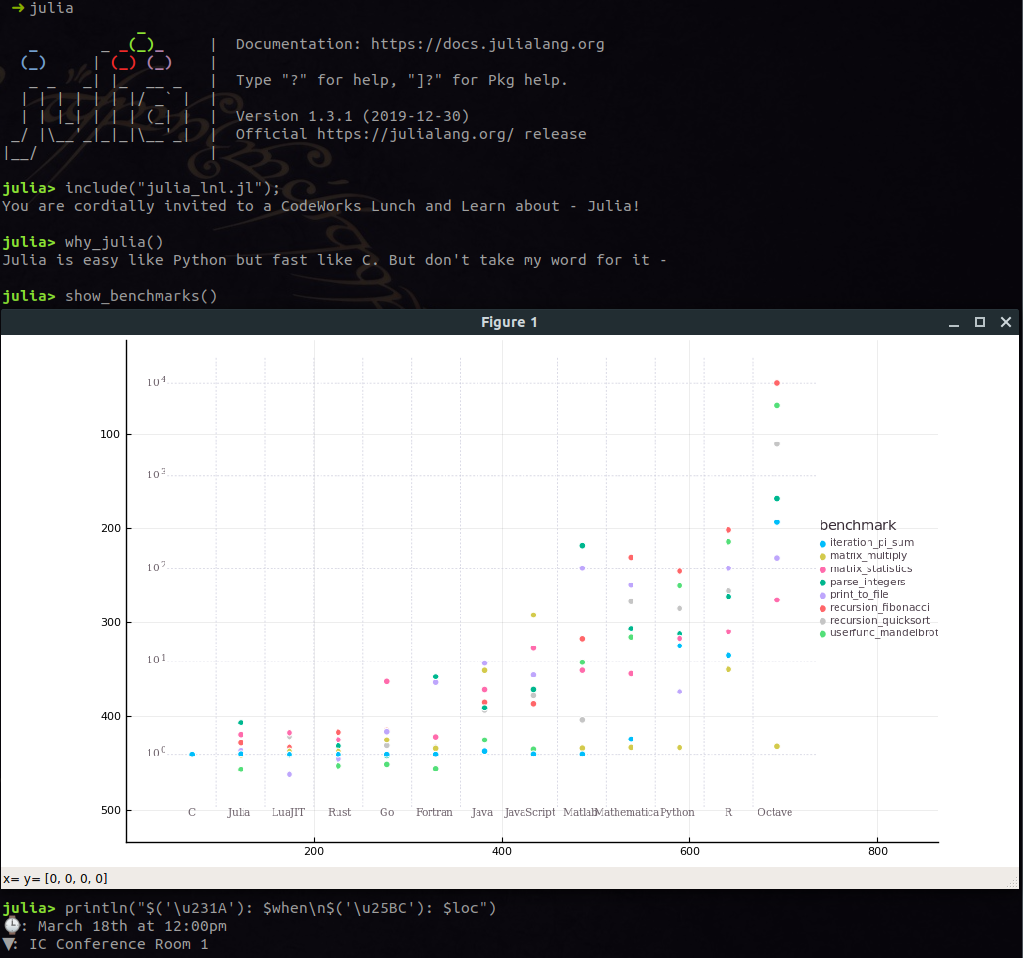 ➜ julia
Documentation: https://docs.julialang.org
Type "?" for help, "]?" for Pkg help.
Version 1.3.1 (2019-12-30)
Official https://julialang.org/ release
julia> include("julia_lnl.jl");
You are cordially invited to a CodeWorks Lunch and Learn about - Julia!
julia> why_julia()
Julia is easy like Python but fast like C. But don't take my word for it -
julia> show_benchmarks()
Figure 1
10^4
100
10^3
200
benchmark
iteration_pi_sum
matrix_multiply
matrix_statistics
parse_integers
print_to_file
recursion_fibonacci
recursion_quicksort
userfunc_mandelbrot
10^2
300
10^1
400
10^0
500
C Julia LuaJIT Rust Go Fortran Java JavaScript Matlab Mathematica Python R Octave
200 400 600 800
x= y= [0, 0, 0, 0]
julia> println("$('\u231A'): $when\n$('\u25BC'): $loc")
⌚: March 18th at 12:00pm
▼: IC Conference Room 1